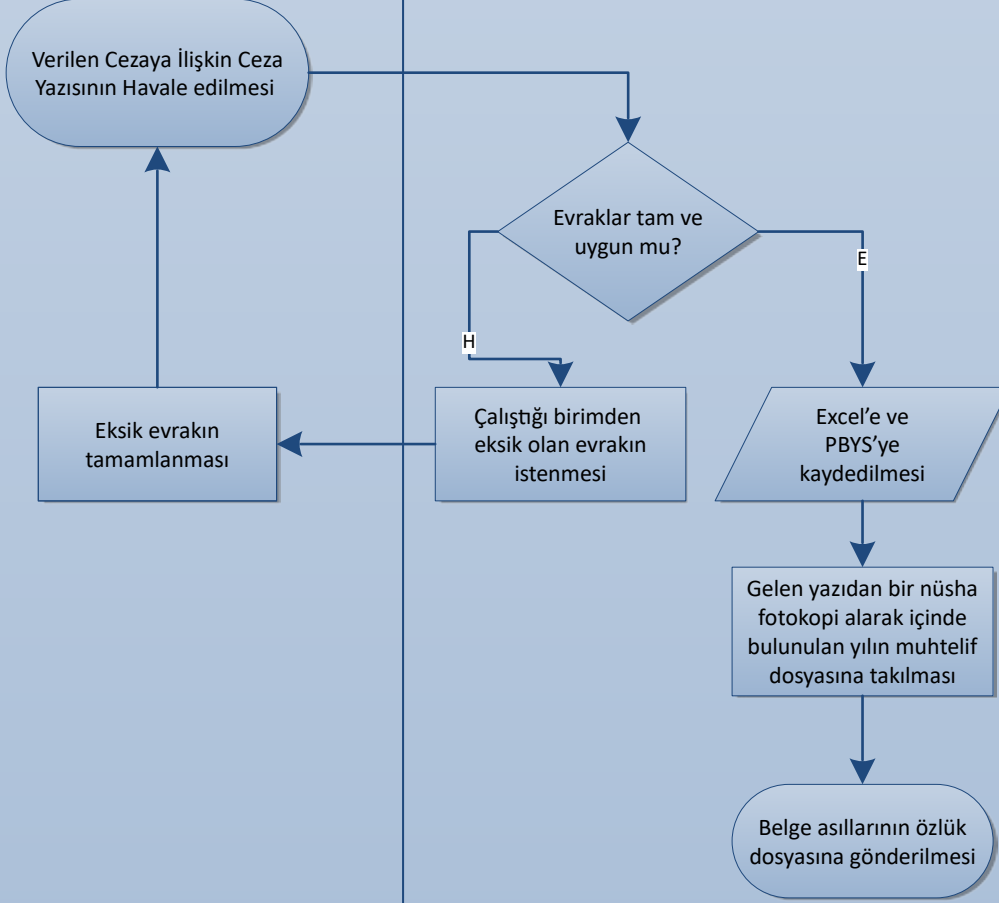 Verilen Cezaya İlişkin Ceza
Yazısının Havale edilmesi
Evraklar tam ve
uygun mu?
E
H
Eksik evrakın
tamamlanması
Çalıştığı birimden
eksik olan evrakın
istenmesi
Excel’e ve
PBYS’ye
kaydedilmesi
Gelen yazıdan bir nüsha
fotokopi alarak içinde
bulunulan yılın muhtelif
dosyasına takılması
Belge asıllarının özlük
dosyasına gönderilmesi